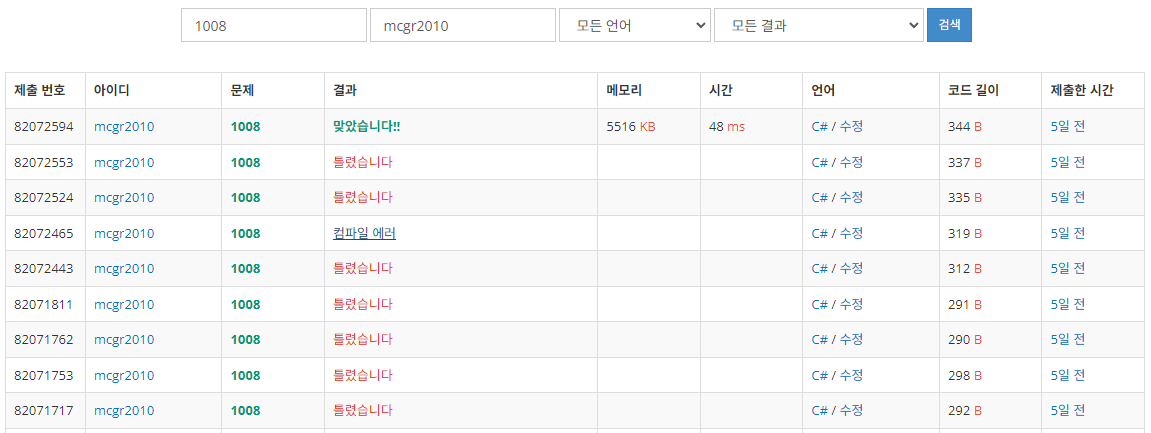 1008 mcgr2010 모든 언어 모든 결과 검색
제출 번호 아이디 문제 결과 메모리 시간 언어 코드 길이 제출한 시간
82072594 mcgr2010 1008 맞았습니다!! 5516 KB 48 ms C# / 수정 344 B 5일 전
82072553 mcgr2010 1008 틀렸습니다 C# / 수정 337 B 5일 전
82072524 mcgr2010 1008 틀렸습니다 C# / 수정 335 B 5일 전
82072465 mcgr2010 1008 컴파일 에러 C# / 수정 319 B 5일 전
82072443 mcgr2010 1008 틀렸습니다 C# / 수정 312 B 5일 전
82071811 mcgr2010 1008 틀렸습니다 C# / 수정 291 B 5일 전
82071762 mcgr2010 1008 틀렸습니다 C# / 수정 290 B 5일 전
82071753 mcgr2010 1008 틀렸습니다 C# / 수정 298 B 5일 전
82071717 mcgr2010 1008 틀렸습니다 C# / 수정 292 B 5일 전